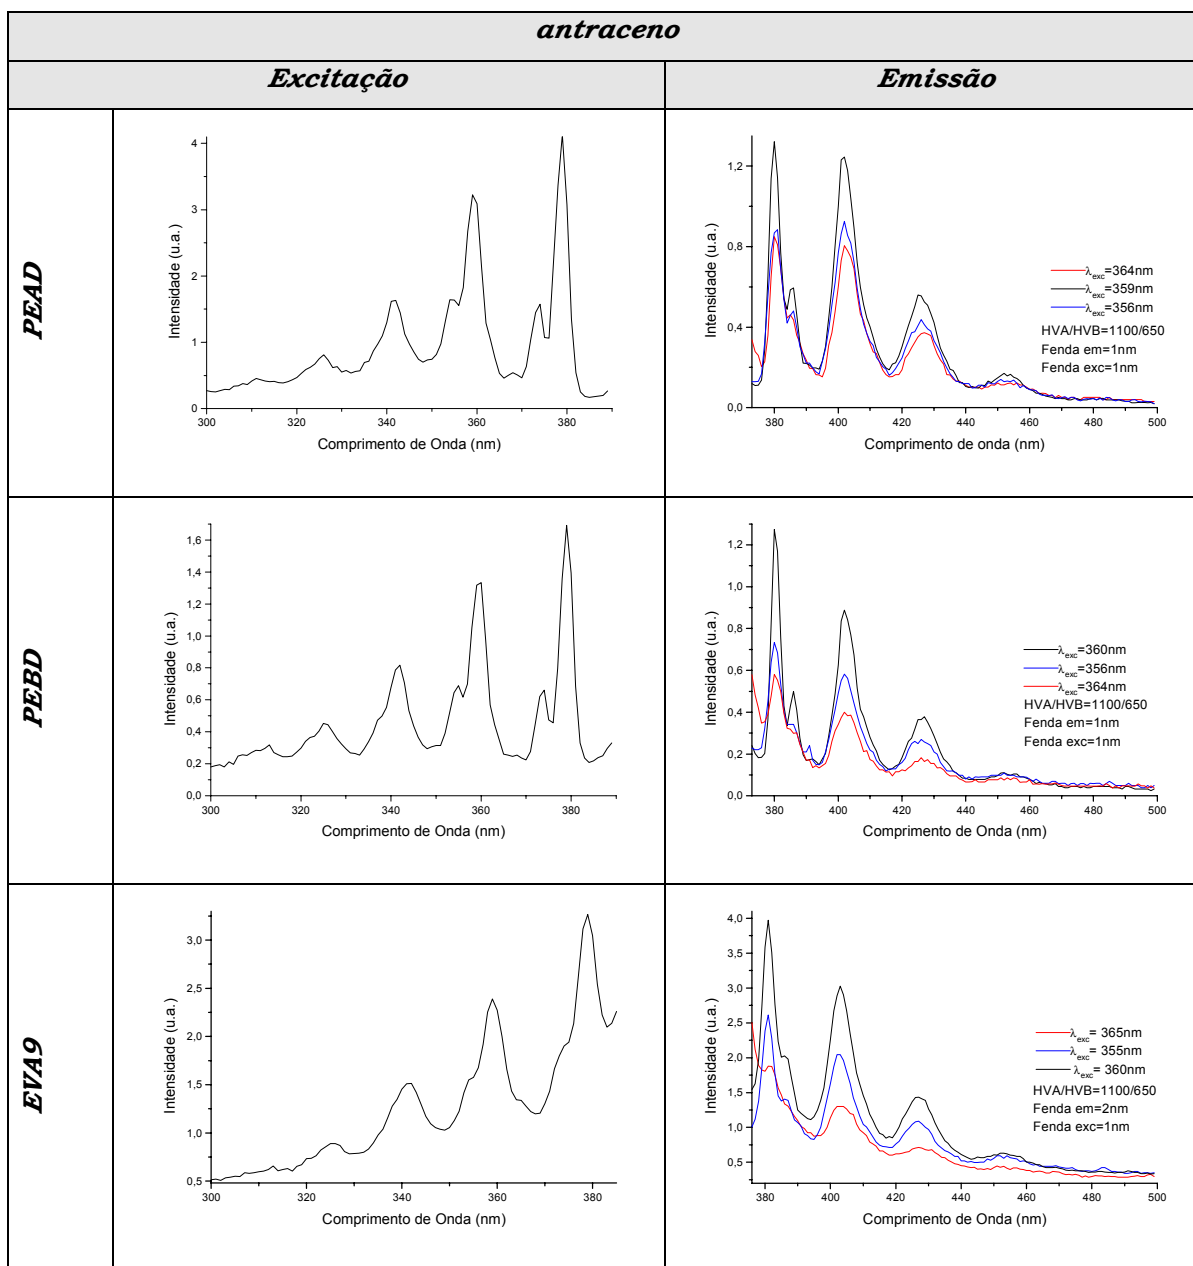 antraceno
Excitação
Emissão
PEAD
4
3
2
1
0
300
320
340
360
380
Intensidade (u.a.)
Comprimento de Onda (nm)
1,2
0,8
0,4
0,0
380
400
420
440
460
480
500
Intensidade (u.a.)
Comprimento de onda (nm)
λexc=364nm
λexc=359nm
λexc=356nm
HVA/HVB=1100/650
Fenda em=1nm
Fenda exc=1nm
PEBD
1,6
1,4
1,2
1,0
0,8
0,6
0,4
0,2
0,0
300
320
340
360
380
Intensidade (u.a.)
Comprimento de Onda (nm)
1,2
1,0
0,8
0,6
0,4
0,2
0,0
380
400
420
440
460
480
500
Intensidade (u.a.)
Comprimento de Onda (nm)
λexc=360nm
λexc=356nm
λexc=364nm
HVA/HVB=1100/650
Fenda em=1nm
Fenda exc=1nm
EVA9
3,0
2,5
2,0
1,5
1,0
0,5
300
320
340
360
380
Intensidade (u.a.)
Comprimento de Onda (nm)
4,0
3,5
3,0
2,5
2,0
1,5
1,0
0,5
380
400
420
440
460
480
500
Intensidade (u.a.)
Comprimento de Onda (nm)
λexc= 365nm
λexc= 355nm
λexc= 360nm
HVA/HVB=1100/650
Fenda em=2nm
Fenda exc=1nm